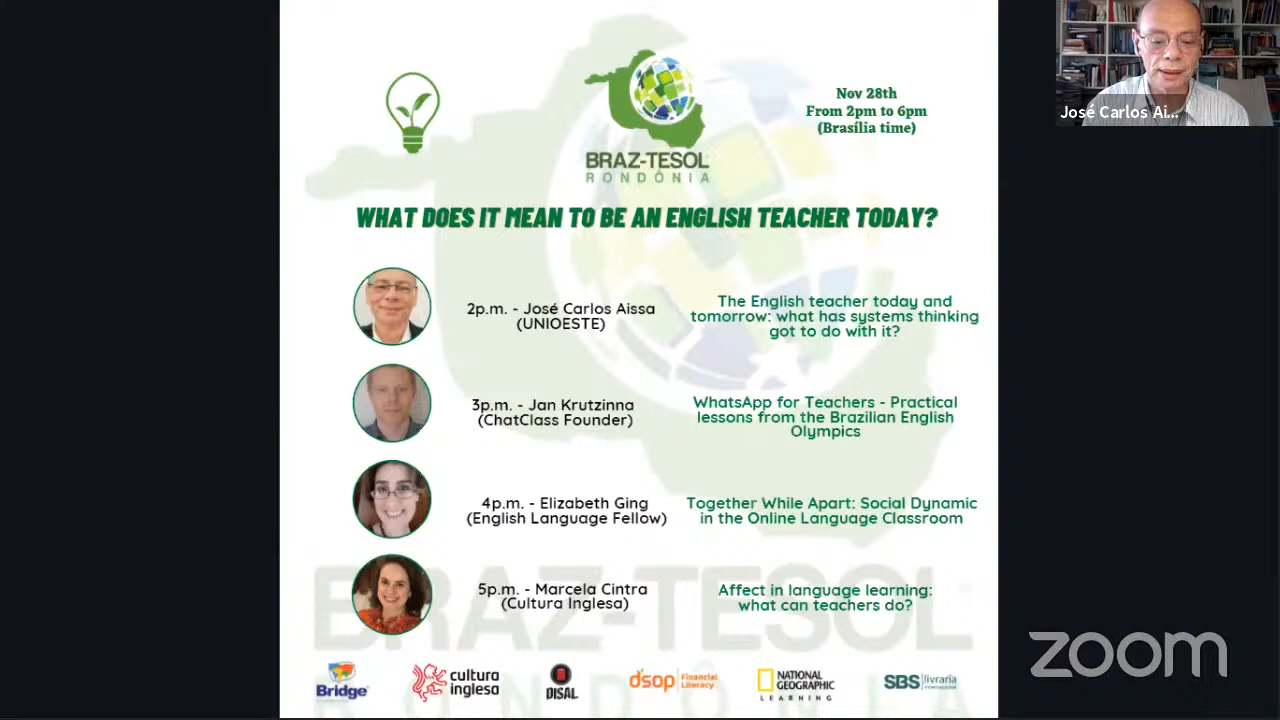 Nov 28th
From 2pm to 6pm
(Brasília time)
José Carlos Ai...
BRAZ-TESOL
RONDÔNIA
WHAT DOES IT MEAN TO BE AN ENGLISH TEACHER TODAY?
2p.m. - José Carlos Aissa
(UNIOESTE)
The English teacher today and
tomorrow: what has systems thinking
got to do with it?
3p.m. - Jan Krutzinna
(ChatClass Founder)
WhatsApp for Teachers - Practical
lessons from the Brazilian English
Olympics
4p.m. - Elizabeth Ging
(English Language Fellow)
Together While Apart: Social Dynamic
in the Online Language Classroom
5p.m. - Marcela Cintra
(Cultura Inglesa)
Affect in language learning:
what can teachers do?
BRAZ-TESOL
RONDÔNIA
Bridge
cultura
inglesa
DISAL
dsop
Financial
Literacy
NATIONAL
GEOGRAPHIC
LEARNING
SBS
livraria
internacional
zoom